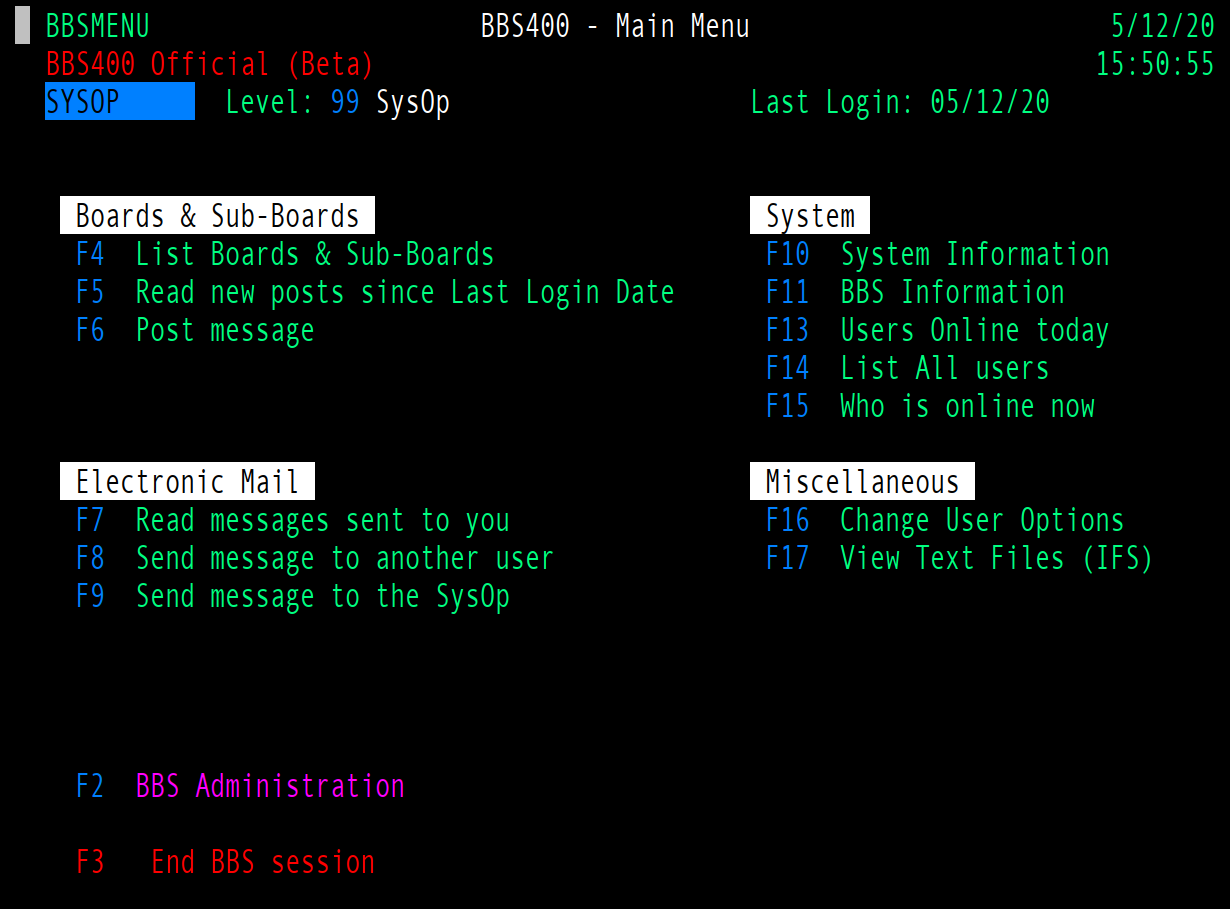 BBSMENU BBS400 - Main Menu 5/12/20
BBS400 Official (Beta) 15:50:55
SYSOP Level: 99 SysOp Last Login: 05/12/20
Boards & Sub-Boards System
F4 List Boards & Sub-Boards F10 System Information
F5 Read new posts since Last Login Date F11 BBS Information
F6 Post message F13 Users Online today
F14 List All users
F15 Who is online now
Electronic Mail Miscellaneous
F7 Read messages sent to you F16 Change User Options
F8 Send message to another user F17 View Text Files (IFS)
F9 Send message to the SysOp
F2 BBS Administration
F3 End BBS session